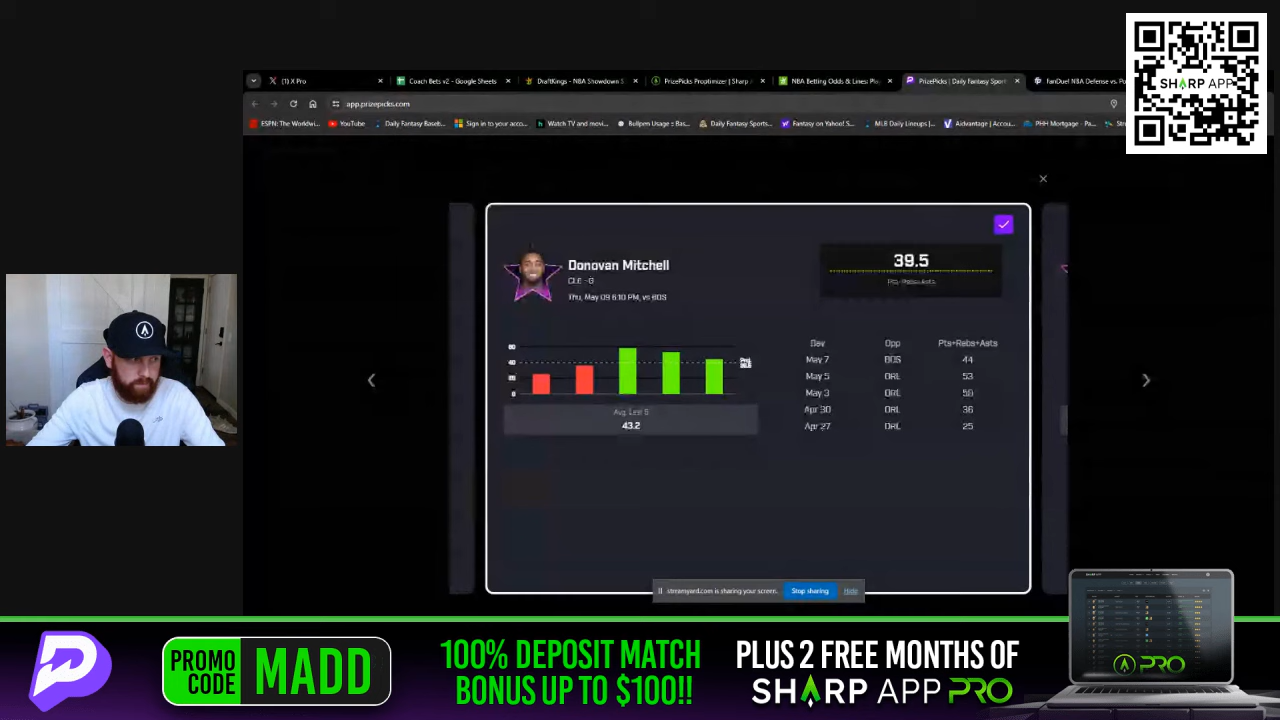 SHARP APP
(1) X Pro
Coach Bets v2 - Google Sheets
DraftKings - NBA Showdown S
PrizePicks Proptimizer | Sharp A
NBA Betting Odds & Lines: Pla
PrizePicks | Daily Fantasy Sport
FanDuel NBA Defense vs. Po
app.prizepicks.com
ESPN: The Worldwi...
YouTube
Daily Fantasy Baseb...
Sign in to your acco...
Watch TV and movi...
Bullpen Usage :: Bas...
Daily Fantasy Sports...
Fantasy on Yahoo! S...
MLB Daily Lineups |...
Aidvantage | Accou...
PHH Mortgage - Pa...
Donovan Mitchell
CLE - G
Thu, May 09 6:10 PM, vs BOS
39.5
Pts+Rebs+Asts
Avg. Last 5
43.2
Day Opp Pts+Rebs+Asts
May 7 BOS 44
May 5 ORL 53
May 3 ORL
Apr 30 ORL 36
Apr 27 ORL 25
streamyard.com is sharing your screen.
Stop sharing
Hide
PROMO CODE
MADD
100% DEPOSIT MATCH
BONUS UP TO $100!!
PLUS 2 FREE MONTHS OF
SHARP APP PRO
PRO